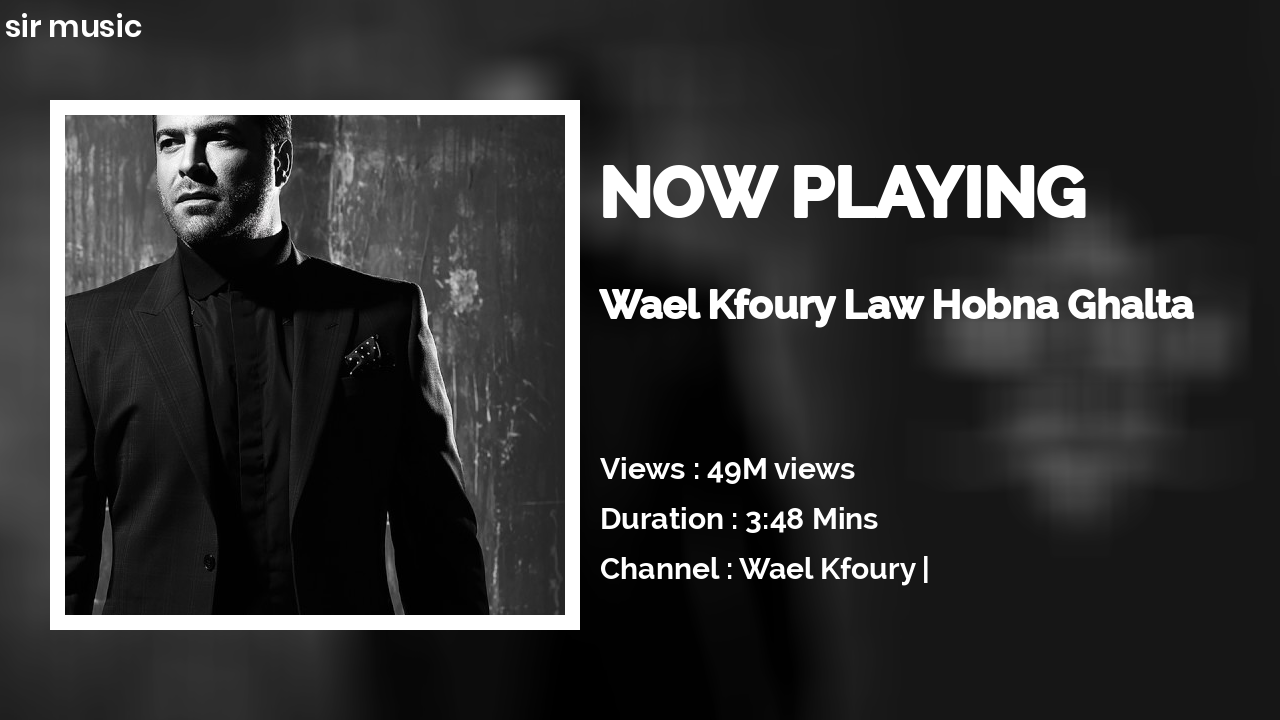 sir music
NOW PLAYING
Wael Kfoury Law Hobna Ghalta
Views : 49M views
Duration : 3:48 Mins
Channel : Wael Kfoury |